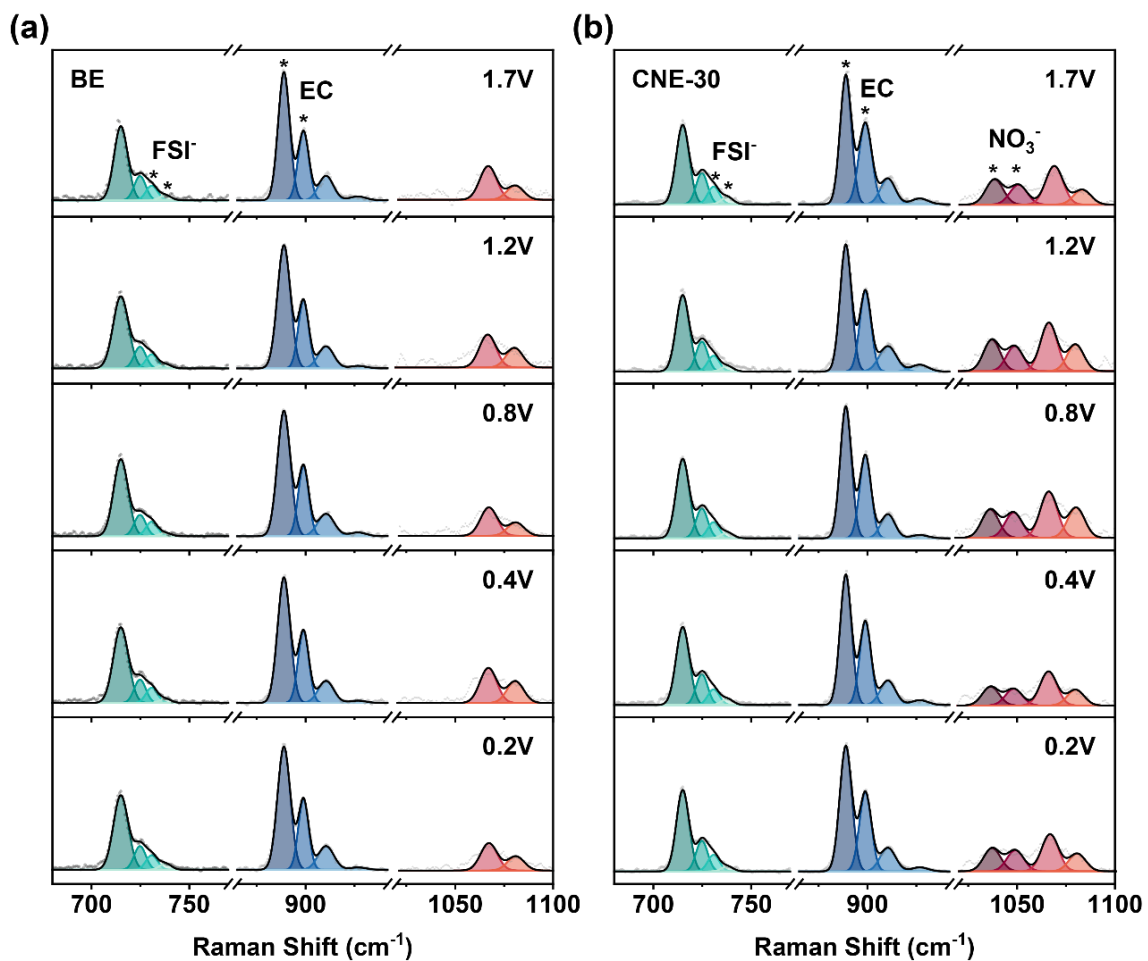 (a)
BE
FSI⁻
* *
*
EC
*
1.7V
1.2V
0.8V
0.4V
0.2V
700 750 900 1050 1100
Raman Shift (cm⁻¹)
(b)
CNE-30
FSI⁻
* *
*
EC
*
NO₃⁻
* *
1.7V
1.2V
0.8V
0.4V
0.2V
700 750 900 1050 1100
Raman Shift (cm⁻¹)